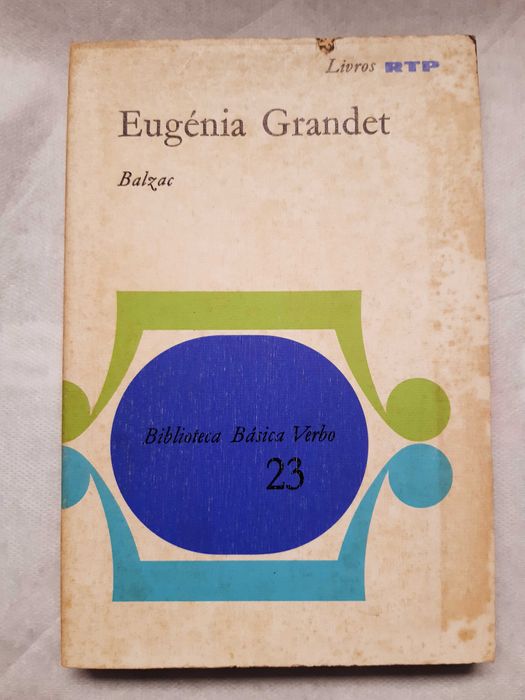 Livros RTP
Eugénia Grandet
Balzac
Biblioteca Básica Verbo
23